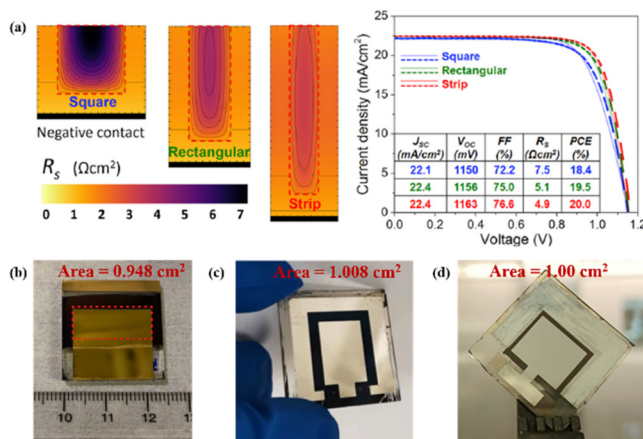 (a)
Square
Negative contact
Rectangular
Strip
Rₛ (Ωcm²)
0 1 2 3 4 5 6 7
Current density (mA/cm²)
25
20
15
10
5
0
Square
Rectangular
Strip
J_SC V_OC FF Rₛ PCE
(mA/cm²) (mV) (%) (Ωcm²) (%)
22.1 1150 72.2 7.5 18.4
22.4 1156 75.0 5.1 19.5
22.4 1163 76.6 4.9 20.0
0.0 0.2 0.4 0.6 0.8 1.0 1.2
Voltage (V)
(b) Area = 0.948 cm²
10 11 12 13
(c) Area = 1.008 cm²
(d) Area = 1.00 cm²